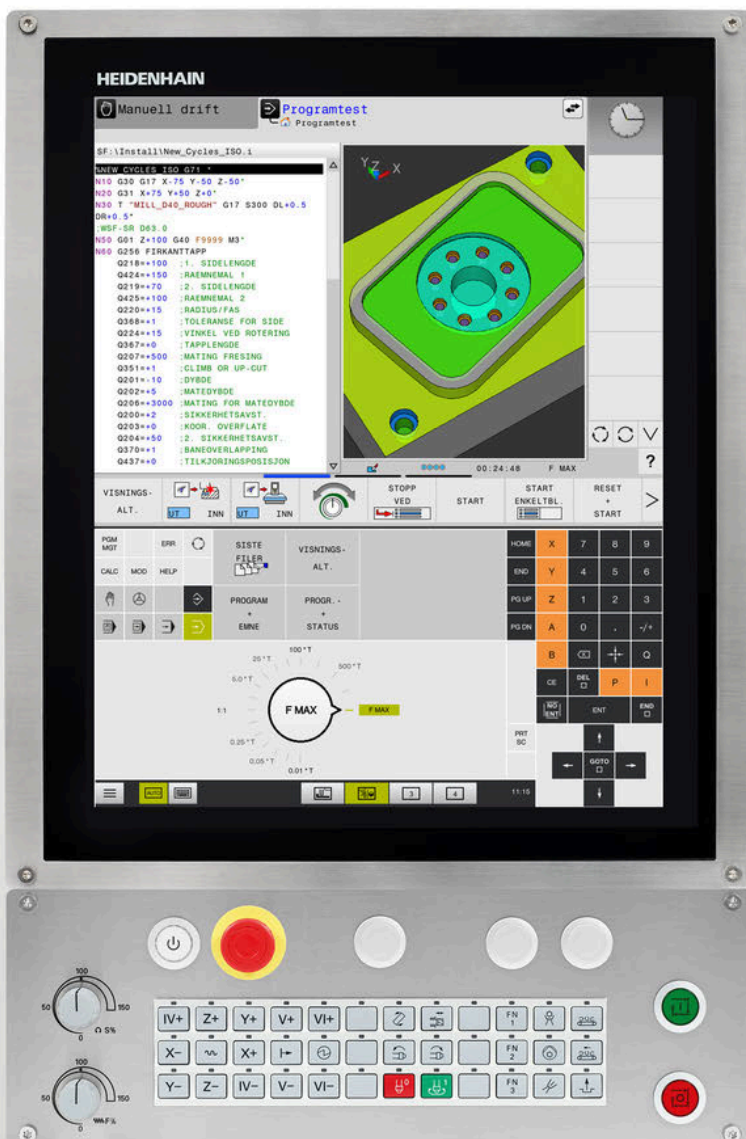 HEIDENHAIN
Manuell drift
Programtest
Programtest
SF:\Install\New_Cycles_ISO.i
%NEW_CYCLES_ISO G71 *
N10 G30 G17 X-75 Y-50 Z-50*
N20 G31 X+75 Y+50 Z+0*
N30 T "MILL_D40_ROUGH" G17 S300 DL+0.5
DR+0.5*
;WSF-SR D63.0
N50 G01 Z+100 G40 F9999 M3*
N60 G256 FIRKANTTAPP
Q218=+100 ;1. SIDELENGDE
Q424=+150 ;RAEMNEMAL 1
Q219=+70 ;2. SIDELENGDE
Q425=+100 ;RAEMNEMAL 2
Q220=+15 ;RADIUS/FAS
Q368=+1 ;TOLERANSE FOR SIDE
Q224=+15 ;VINKEL VED ROTERING
Q367=+0 ;TAPPLENGDE
Q207=+500 ;MATING FRESING
Q351=+1 ;CLIMB OR UP-CUT
Q201=-10 ;DYBDE
Q202=+5 ;MATEDYBDE
Q206=+3000 ;MATING FOR MATEDYBDE
Q200=+2 ;SIKKERHETSAVST.
Q203=+0 ;KOOR. OVERFLATE
Q204=+50 ;2. SIKKERHETSAVST.
Q370=+1 ;BANEOVERLAPPING
Q437=+0 ;TILKJORINGSPOSISJON
Y Z X
00:24:48 F MAX
?
VISNINGS-
ALT.
UT INN
UT INN
STOPP
VED
START
START
ENKELTBL.
RESET
+
START
PGM
MGT
ERR
CALC MOD HELP
SISTE
FILER
VISNINGS-
ALT.
PROGRAM
+
EMNE
PROGR.-
+
STATUS
HOME X 7 8 9
END Y 4 5 6
PG UP Z 1 2 3
PG DN A 0 . -/+
B Q
CE DEL P I
NO
ENT
ENT
END
PRT
SC
GOTO
100*T
25*T
500*T
5.0*T
1:1
F MAX
F MAX
0.25*T
0.05*T
0.01*T
AUTO
3 4
11:15
100
50 150
0
S%
100
50 150
0
F%
IV+ Z+ Y+ V+ VI+ FN
1
X- X+ FN
2
Y- Z- IV- V- VI- 0 1 FN
3